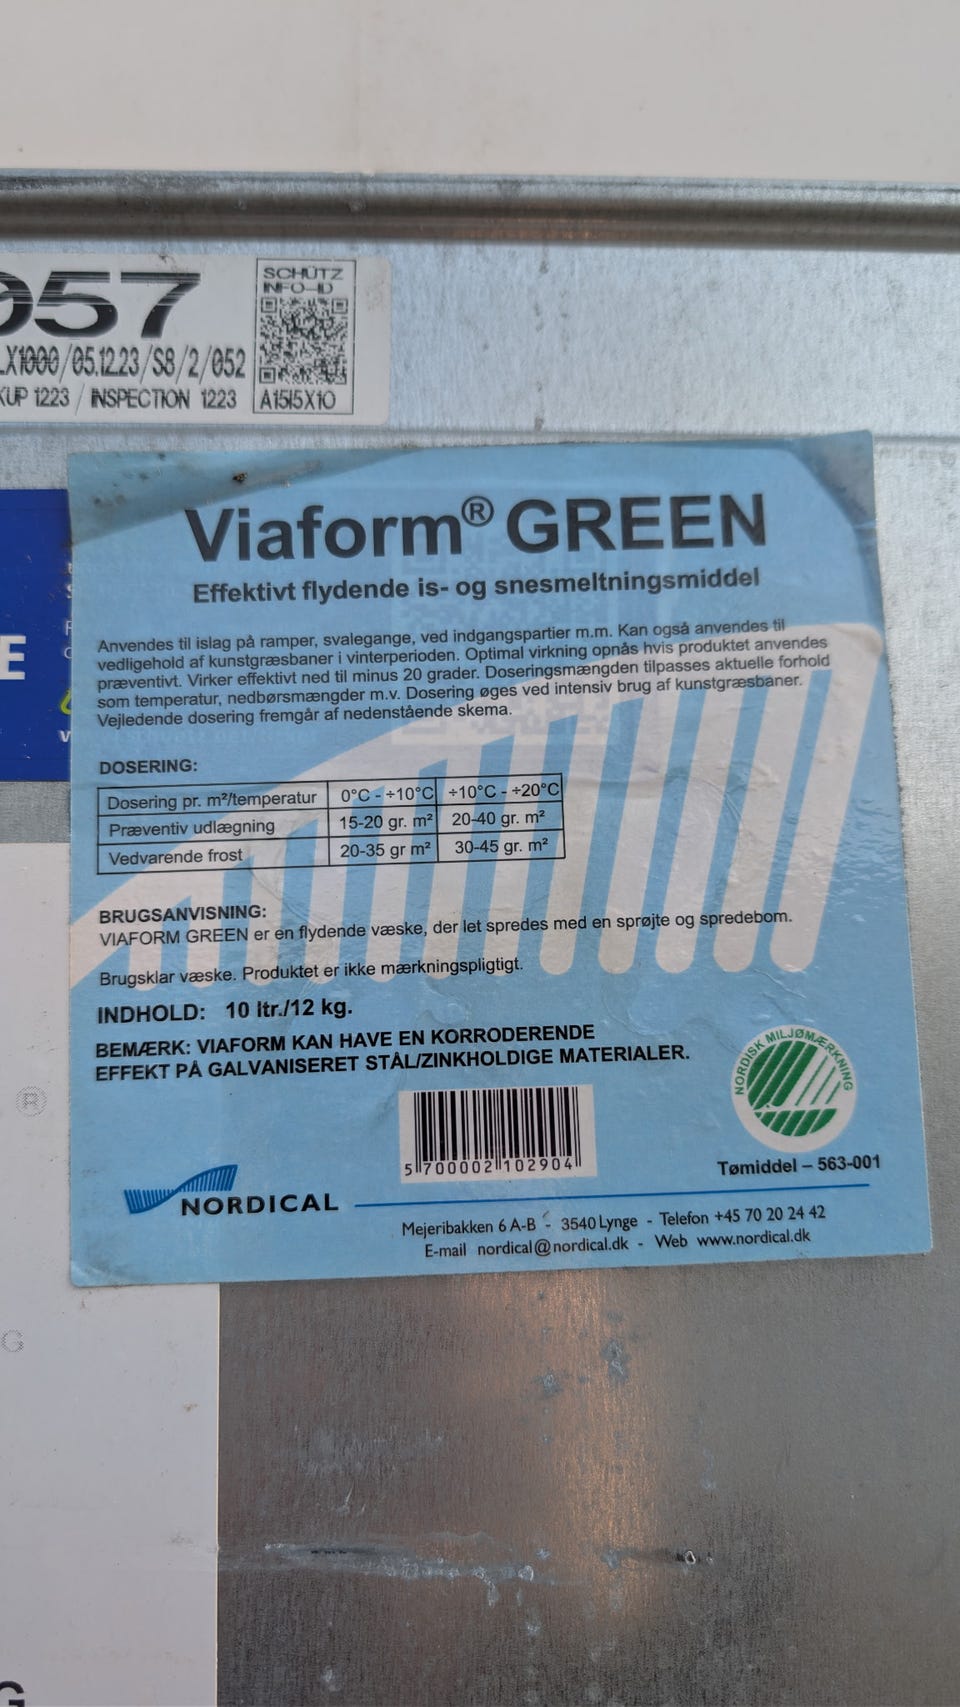 057
LX1000/05.12.23/S8/2/052
KUP 1223 / INSPECTION 1223
SCHÜTZ
INFO-ID
A15I5X10
E
Viaform® GREEN
Effektivt flydende is- og snesmeltningsmiddel
Anvendes til islag på ramper, svalegange, ved indgangspartier m.m. Kan også anvendes til
vedligehold af kunstgræsbaner i vinterperioden. Optimal virkning opnås hvis produktet anvendes
præventivt. Virker effektivt ned til minus 20 grader. Doseringsmængden tilpasses aktuelle forhold
som temperatur, nedbørsmængder m.v. Dosering øges ved intensiv brug af kunstgræsbaner.
Vejledende dosering fremgår af nedenstående skema.
DOSERING:
Dosering pr. m²/temperatur 0°C - ÷10°C ÷10°C - ÷20°C
Præventiv udlægning 15-20 gr. m² 20-40 gr. m²
Vedvarende frost 20-35 gr m² 30-45 gr. m²
BRUGSANVISNING:
VIAFORM GREEN er en flydende væske, der let spredes med en sprøjte og spredebom.
Brugsklar væske. Produktet er ikke mærkningspligtigt.
INDHOLD: 10 ltr./12 kg.
BEMÆRK: VIAFORM KAN HAVE EN KORRODERENDE
EFFEKT PÅ GALVANISERET STÅL/ZINKHOLDIGE MATERIALER.
NORDISK MILJØMÆRKNING
5 700002 102904
Tømiddel – 563-001
NORDICAL
Mejeribakken 6 A-B - 3540 Lynge - Telefon +45 70 20 24 42
E-mail nordical@nordical.dk - Web www.nordical.dk
®
G
G